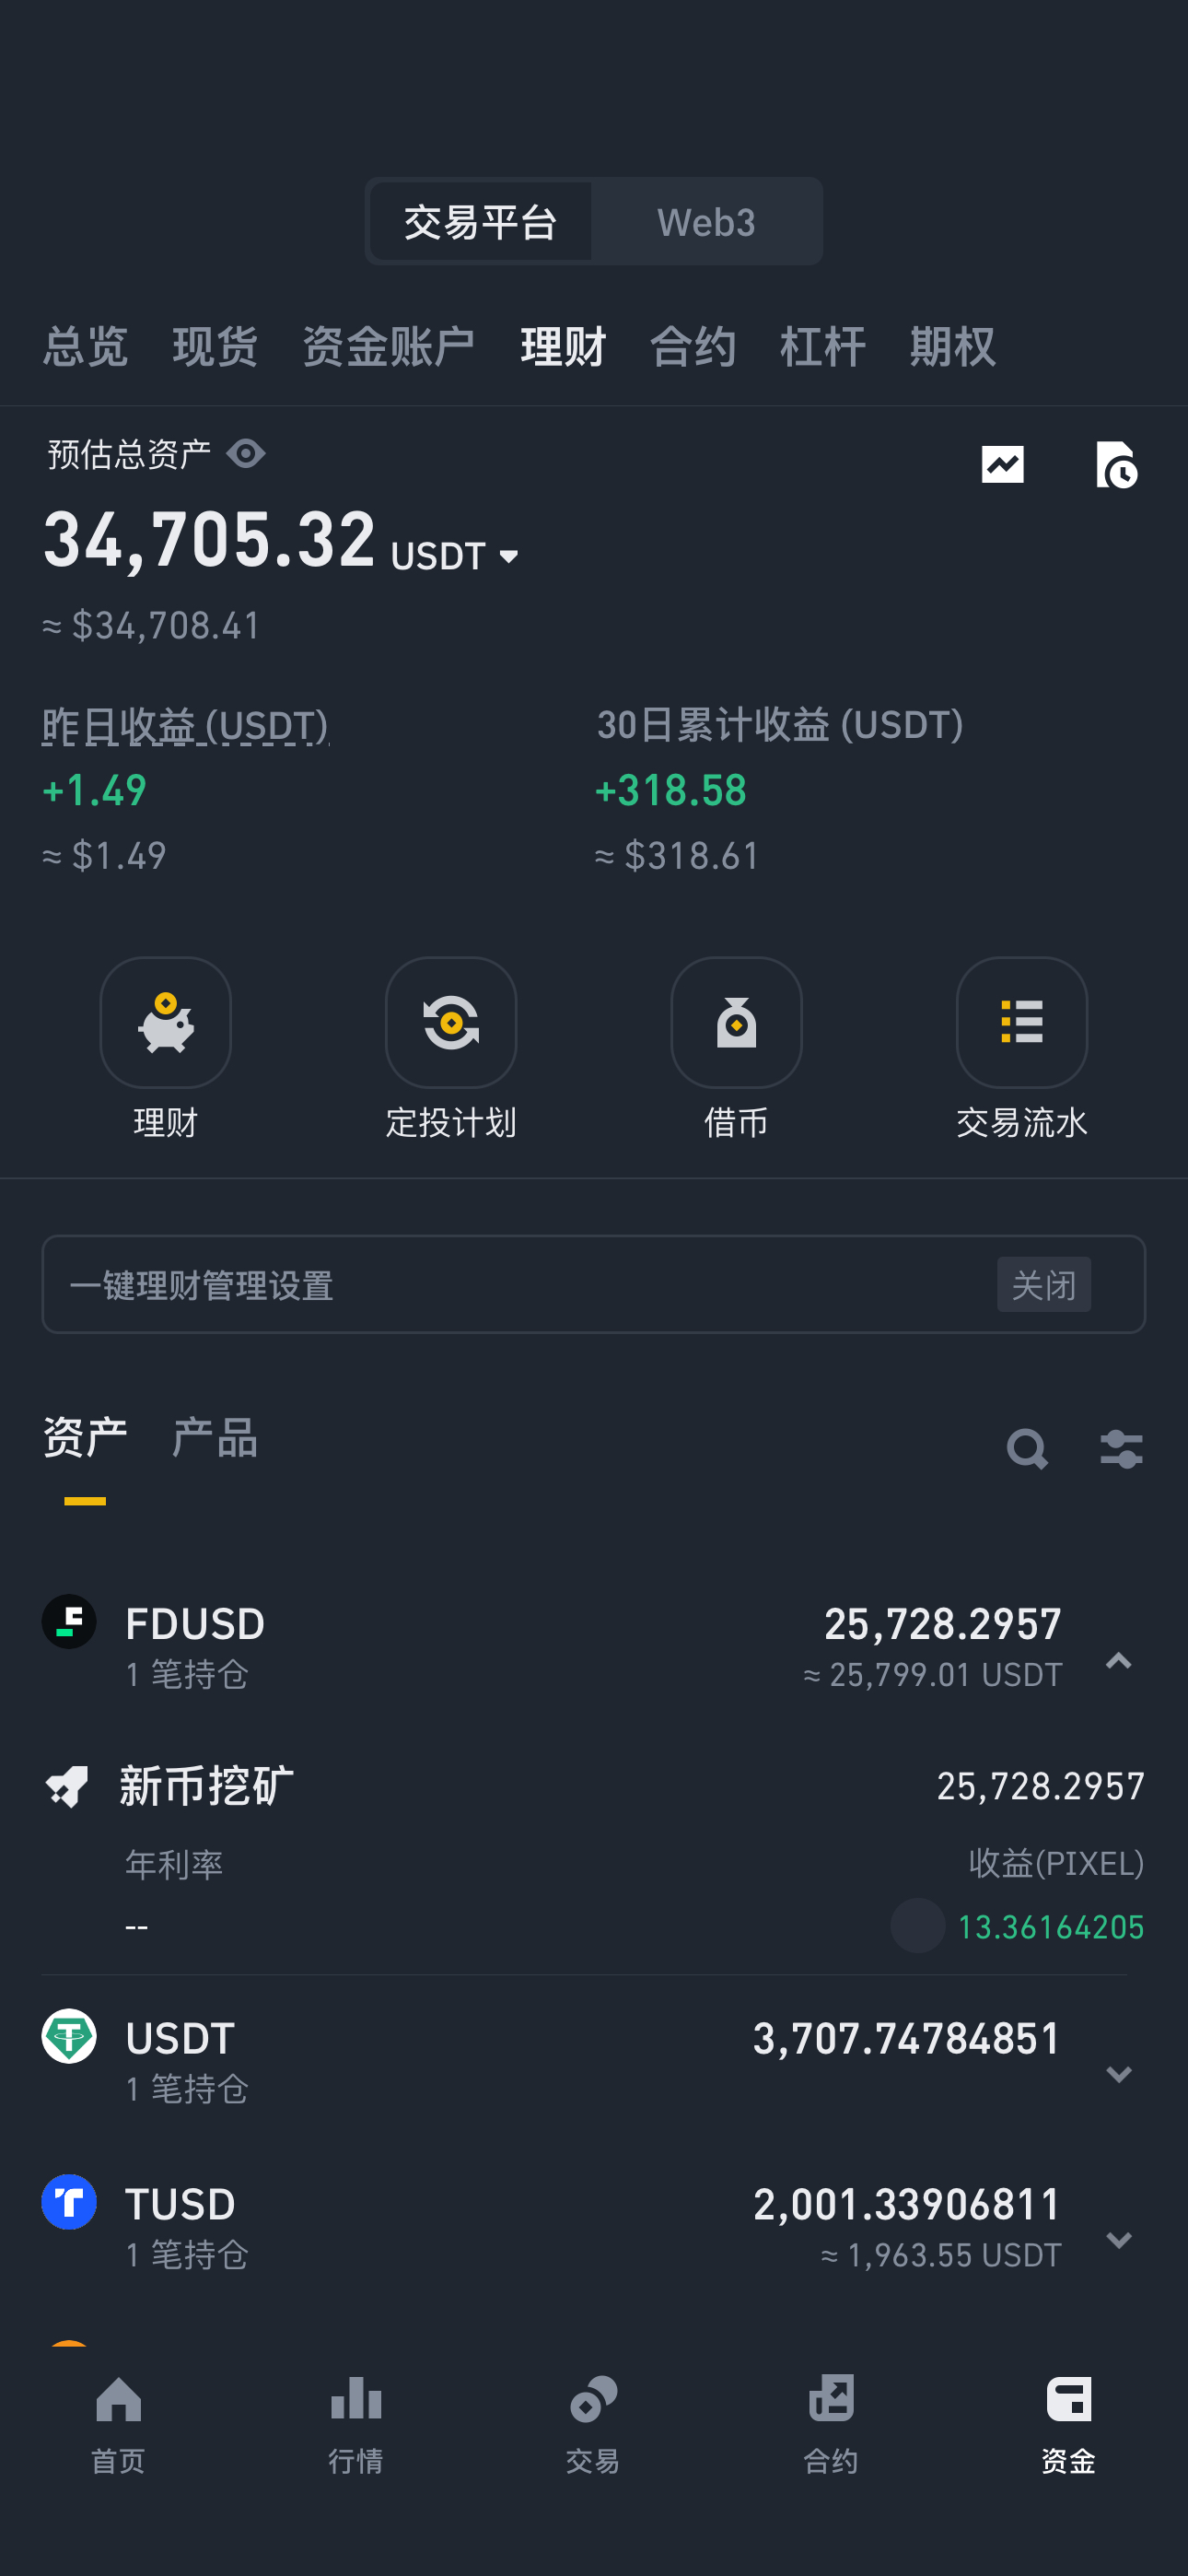 交易平台 Web3
总览 现货 资金账户 理财 合约 杠杆 期权
预估总资产
34,705.32 USDT
≈ $34,708.41
昨日收益 (USDT) 30日累计收益 (USDT)
+1.49 +318.58
≈ $1.49 ≈ $318.61
理财 定投计划 借币 交易流水
一键理财管理设置 关闭
资产 产品
FDUSD 25,728.2957
1 笔持仓 ≈ 25,799.01 USDT
新币挖矿 25,728.2957
年利率 收益(PIXEL)
-- 13.36164205
USDT 3,707.74784851
1 笔持仓
TUSD 2,001.33906811
1 笔持仓 ≈ 1,963.55 USDT
首页 行情 交易 合约 资金